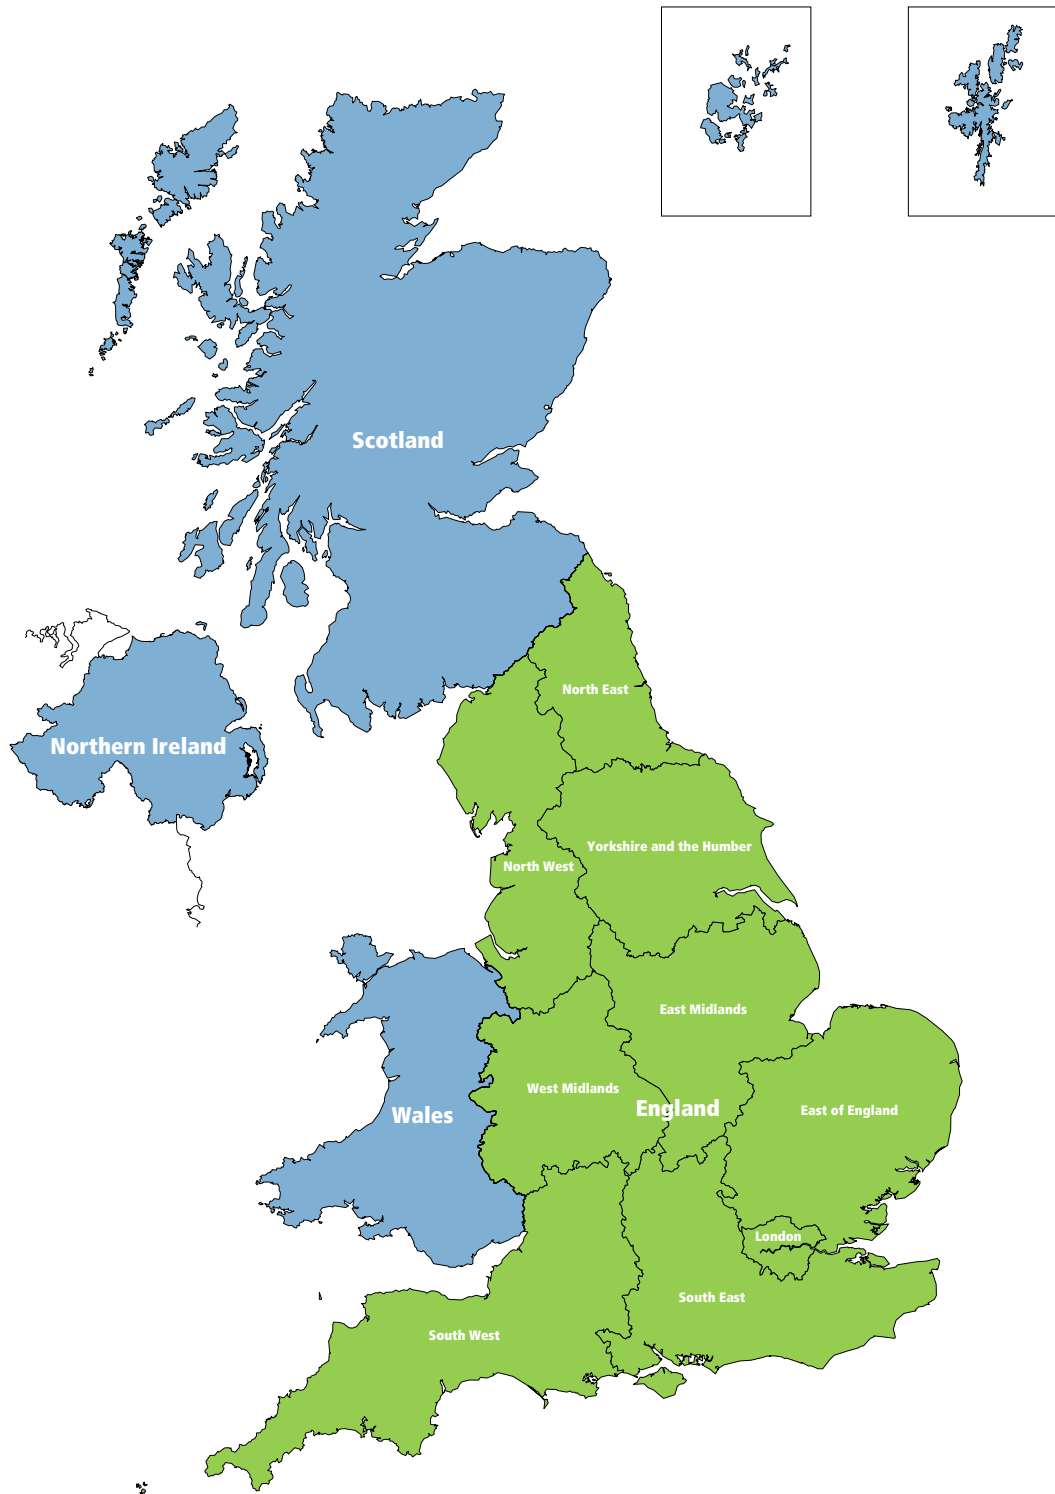 Scotland
North East
Northern Ireland
Yorkshire and the Humber
North West
East Midlands
West Midlands
England
East of England
Wales
London
South East
South West